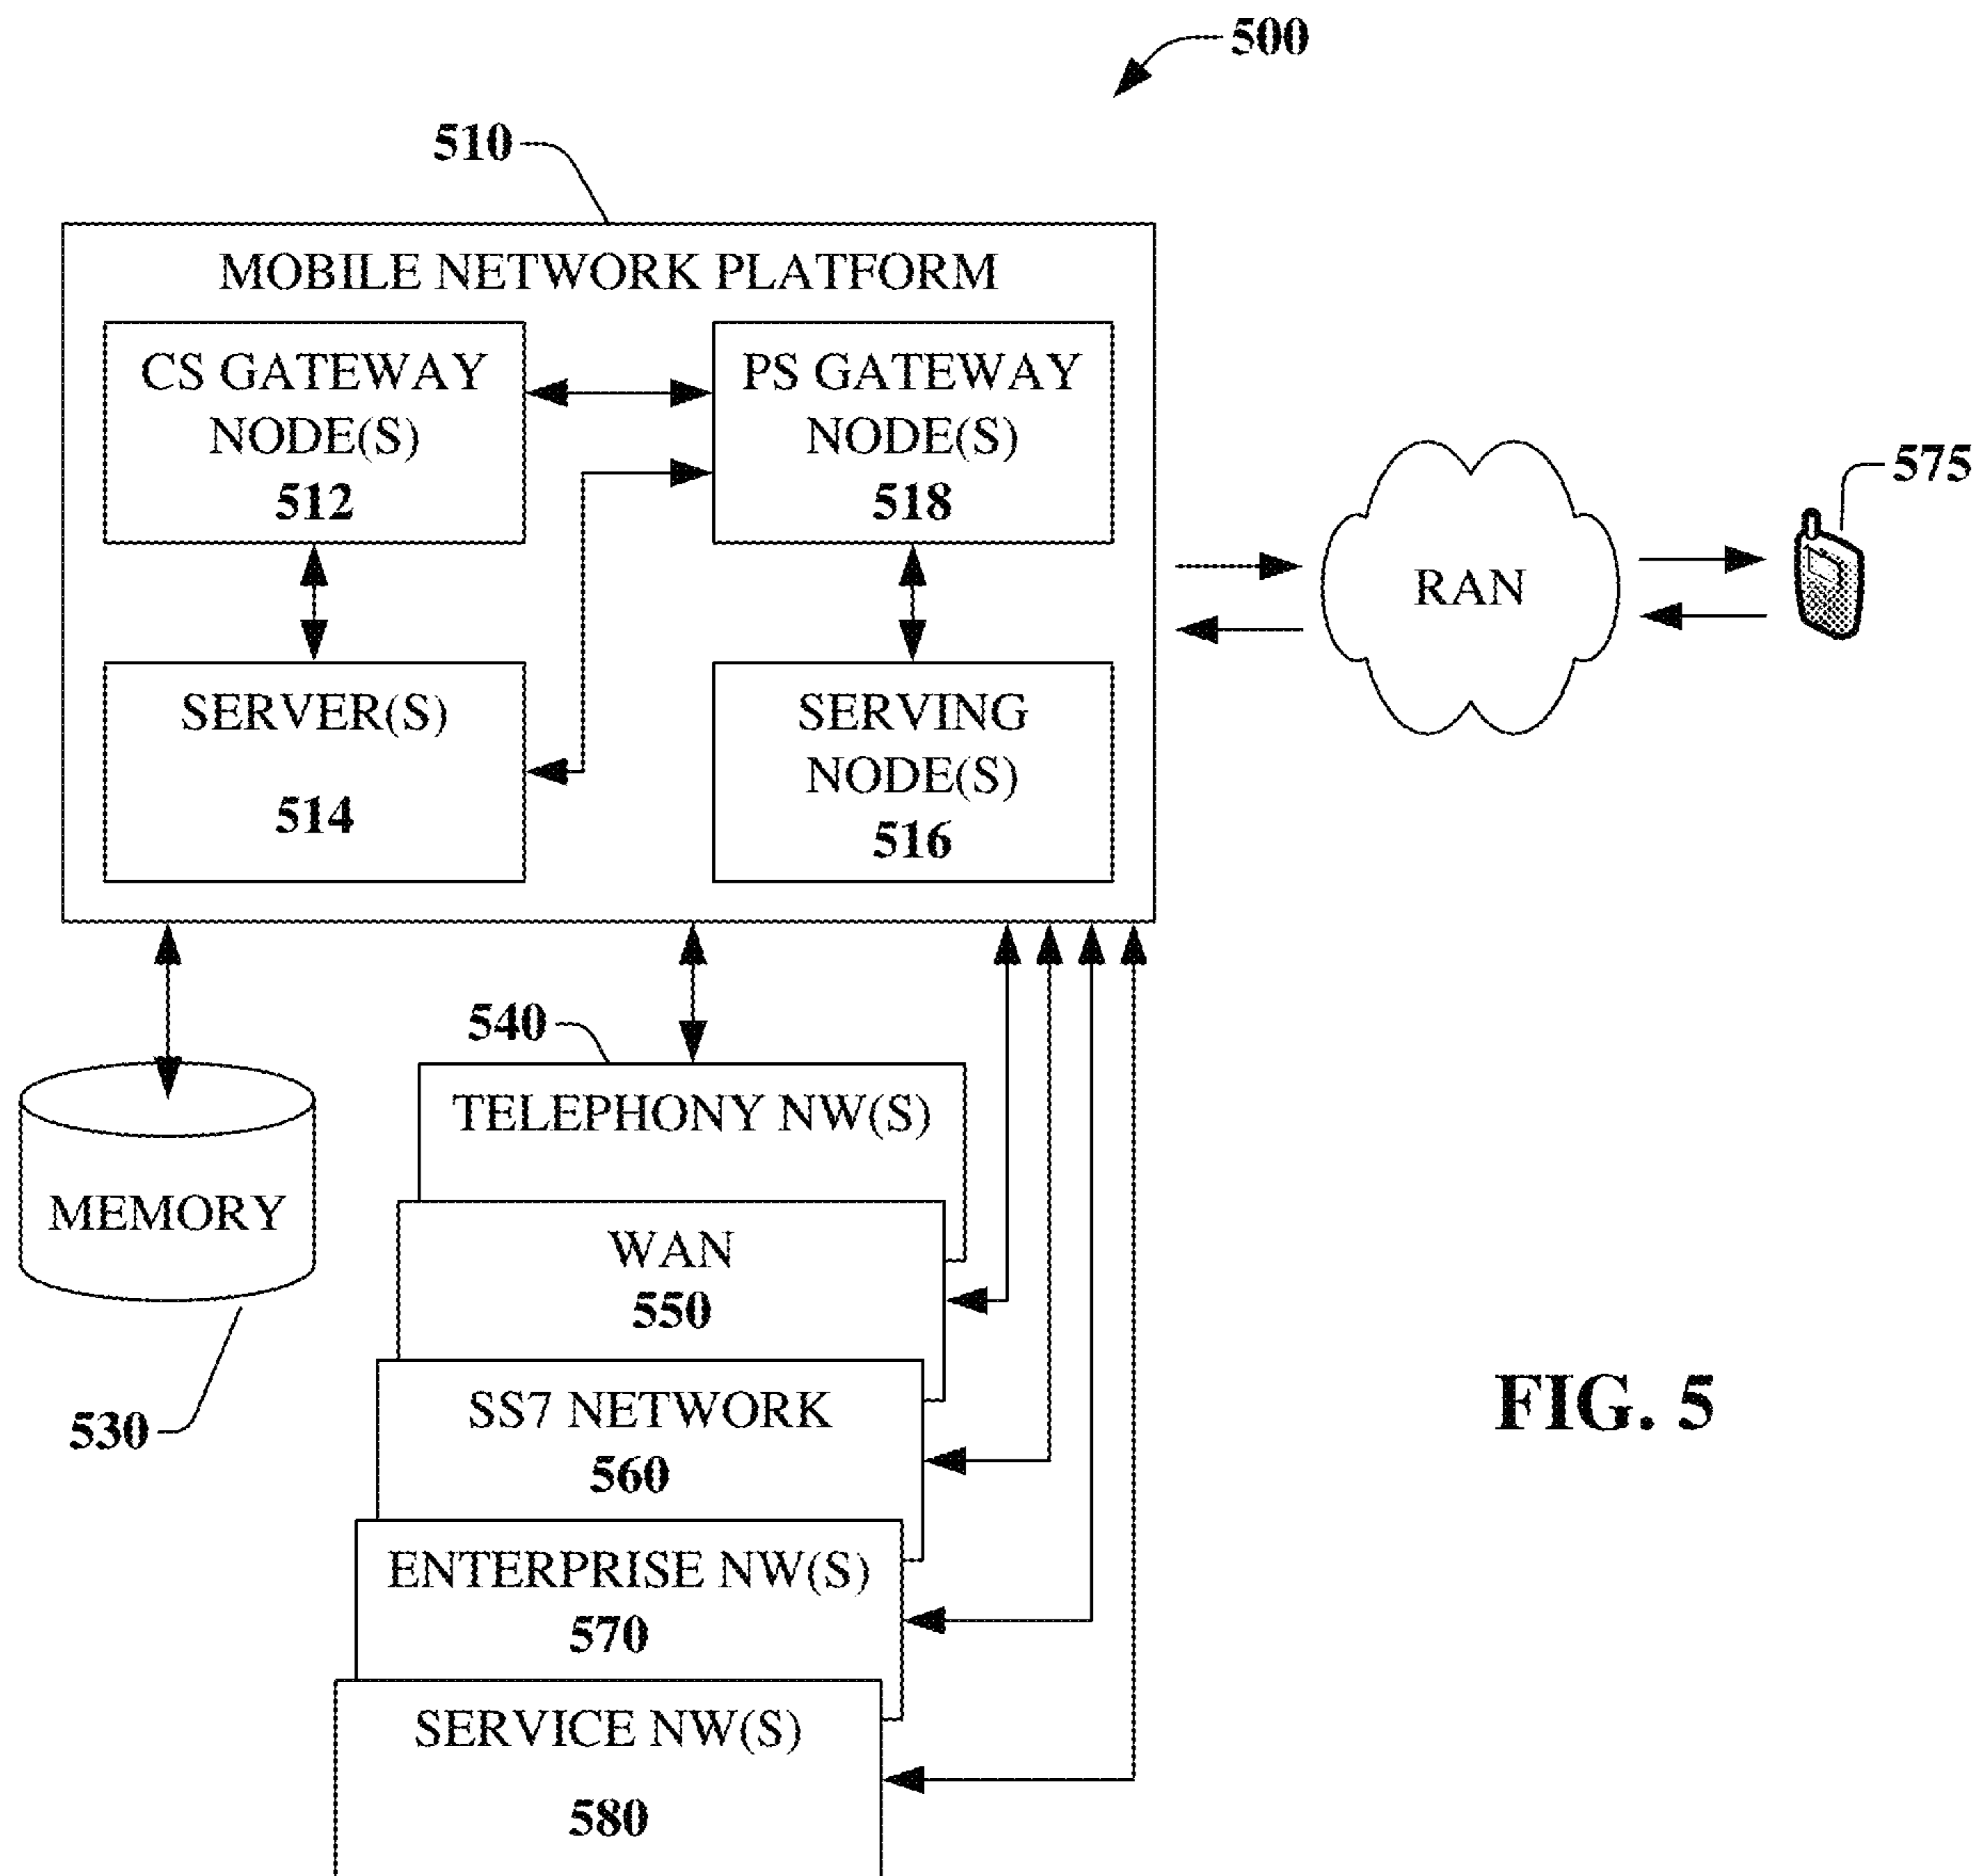 500
510
MOBILE NETWORK PLATFORM
CS GATEWAY
NODE(S)
512
PS GATEWAY
NODE(S)
518
SERVER(S)
514
SERVING
NODE(S)
516
RAN
575
540
TELEPHONY NW(S)
MEMORY
530
WAN
550
SS7 NETWORK
560
ENTERPRISE NW(S)
570
SERVICE NW(S)
580
FIG. 5